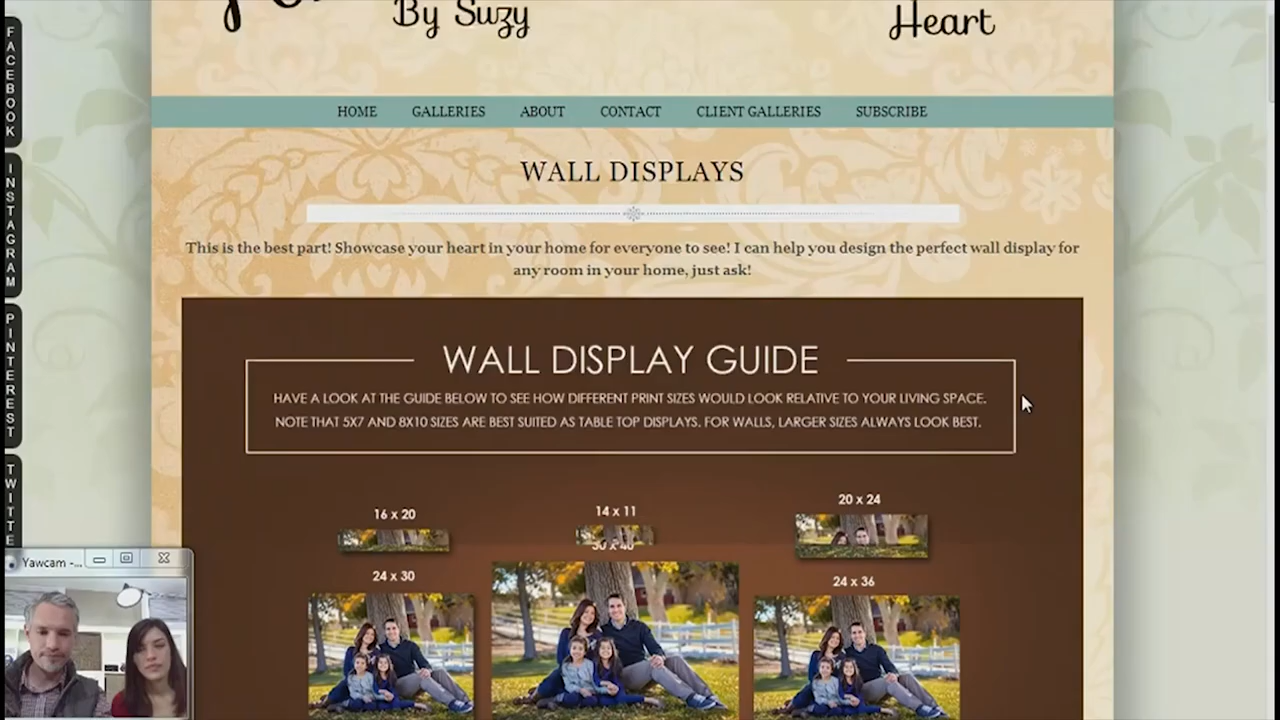 By Suzy
Heart
HOME GALLERIES ABOUT CONTACT CLIENT GALLERIES SUBSCRIBE
WALL DISPLAYS
This is the best part! Showcase your heart in your home for everyone to see! I can help you design the perfect wall display for
any room in your home, just ask!
WALL DISPLAY GUIDE
HAVE A LOOK AT THE GUIDE BELOW TO SEE HOW DIFFERENT PRINT SIZES WOULD LOOK RELATIVE TO YOUR LIVING SPACE.
NOTE THAT 5X7 AND 8X10 SIZES ARE BEST SUITED AS TABLE TOP DISPLAYS. FOR WALLS, LARGER SIZES ALWAYS LOOK BEST.
16 x 20
14 x 11
20 x 24
30 x 40
24 x 30
24 x 36
FACEBOOK
INSTAGRAM
PINTEREST
TWITTE
Yawcam -...